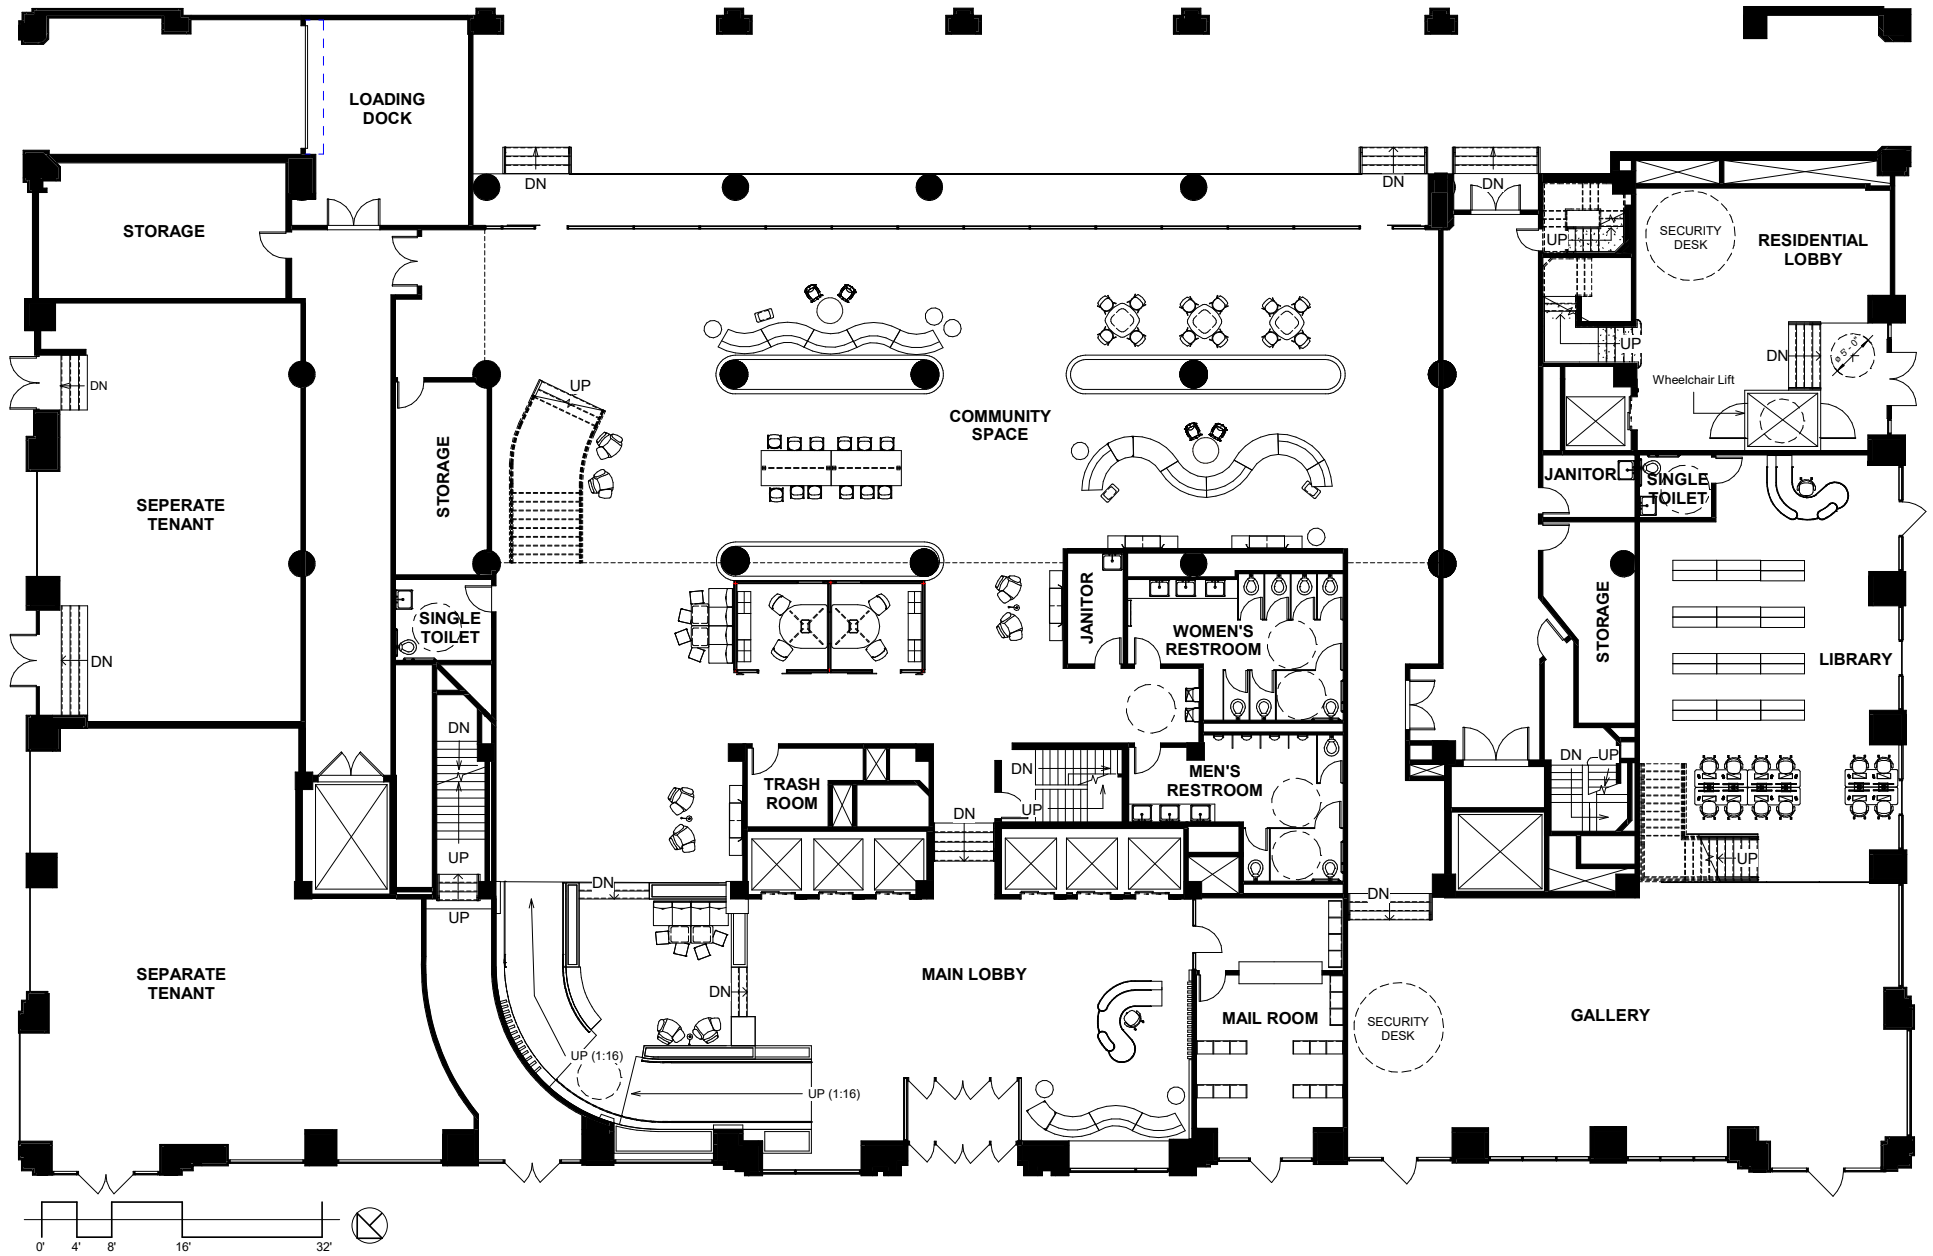 LOADING
DOCK
DN
DN
DN
STORAGE
UP
SECURITY
DESK
RESIDENTIAL
LOBBY
UP
DN
ø 5'- 0"
Wheelchair Lift
DN
UP
COMMUNITY
SPACE
STORAGE
JANITOR
SINGLE
TOILET
SEPERATE
TENANT
JANITOR
STORAGE
SINGLE
TOILET
WOMEN'S
RESTROOM
LIBRARY
DN
DN
DN
UP
TRASH
ROOM
DN
UP
MEN'S
RESTROOM
DN
UP
UP
UP
DN
DN
UP
SEPARATE
TENANT
MAIN LOBBY
DN
MAIL ROOM
SECURITY
DESK
GALLERY
UP (1:16)
UP (1:16)
0'
4'
8'
16'
32'